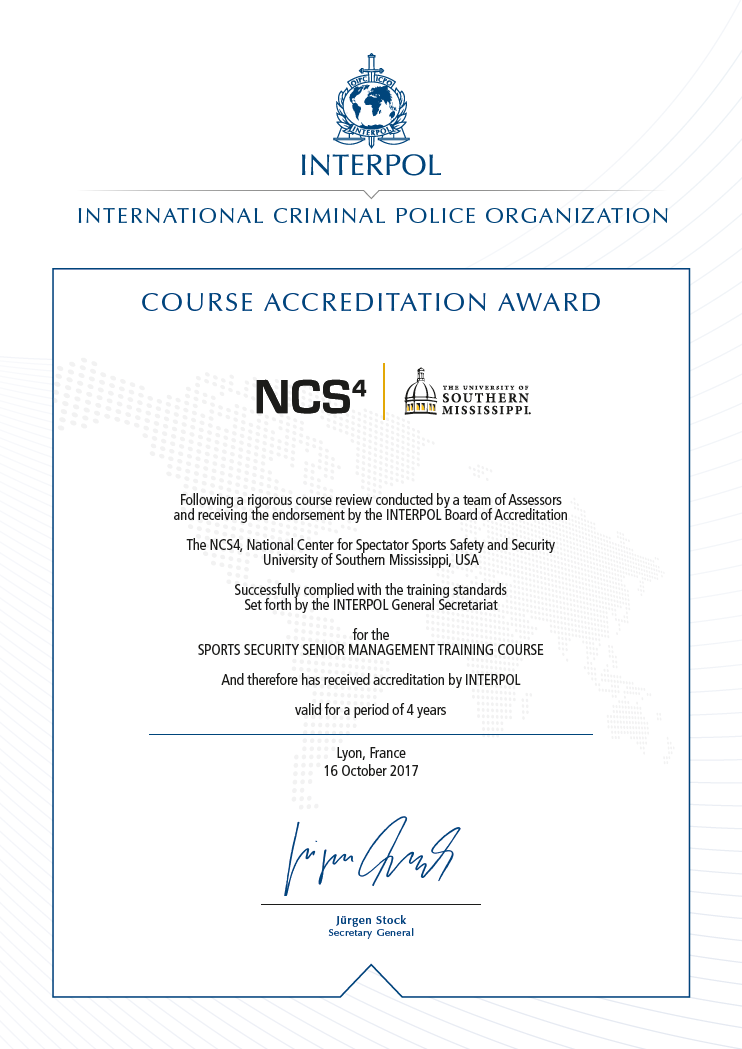 OIPC ICPO
INTERPOL
INTERPOL
INTERNATIONAL CRIMINAL POLICE ORGANIZATION
COURSE ACCREDITATION AWARD
NCS4
THE UNIVERSITY OF
SOUTHERN
MISSISSIPPI.
Following a rigorous course review conducted by a team of Assessors
and receiving the endorsement by the INTERPOL Board of Accreditation
The NCS4, National Center for Spectator Sports Safety and Security
University of Southern Mississippi, USA
Successfully complied with the training standards
Set forth by the INTERPOL General Secretariat
for the
SPORTS SECURITY SENIOR MANAGEMENT TRAINING COURSE
And therefore has received accreditation by INTERPOL
valid for a period of 4 years
Lyon, France
16 October 2017
Jürgen Stock
Secretary General